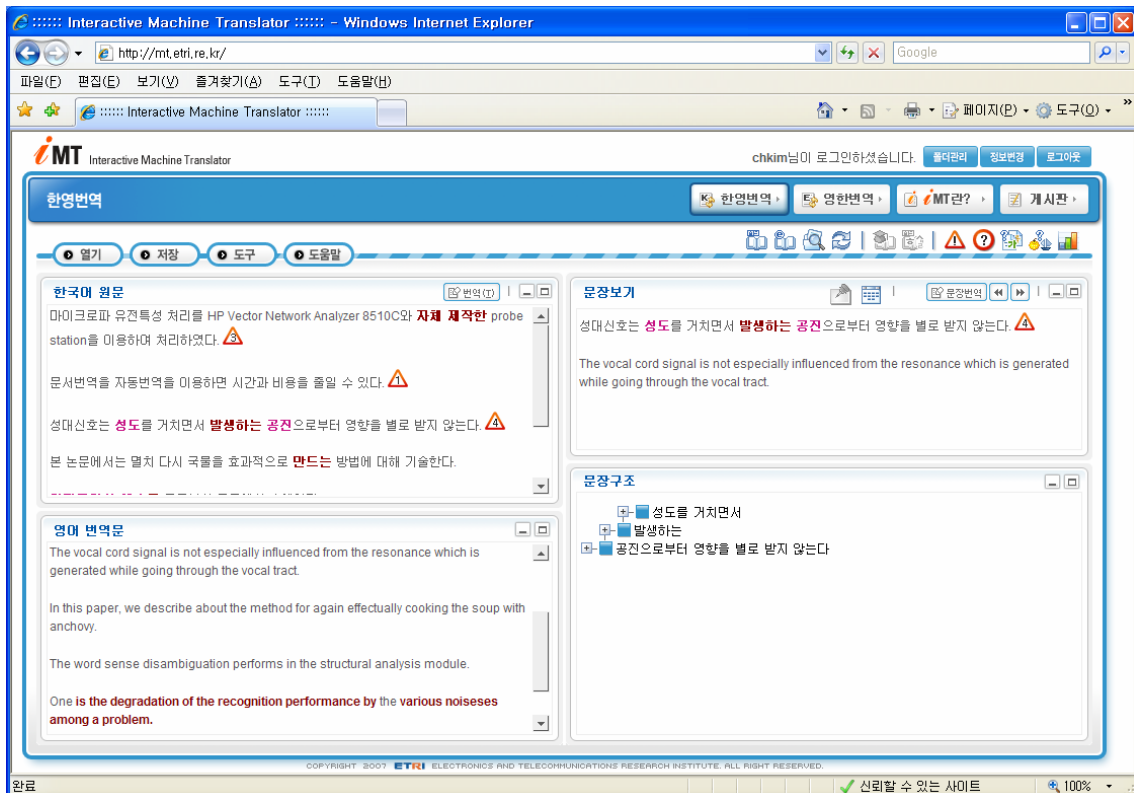 :::::: Interactive Machine Translator :::::: - Windows Internet Explorer
http://mt.etri.re.kr/
Google
파일(F) 편집(E) 보기(V) 즐겨찾기(A) 도구(T) 도움말(H)
:::::: Interactive Machine Translator ::::::
페이지(P) 도구(O)
iMT Interactive Machine Translator
chkim님이 로그인하셨습니다. 폴더관리 정보변경 로그아웃
한영번역
한영번역 영한번역 iMT란? 게시판
열기 저장 도구 도움말
한국어 원문 번역(T)
마이크로파 유전특성 처리를 HP Vector Network Analyzer 8510C와 자체 제작한 probe
station을 이용하여 처리하였다. 3
문서번역을 자동번역을 이용하면 시간과 비용을 줄일 수 있다. 1
성대신호는 성도를 거치면서 발생하는 공진으로부터 영향을 별로 받지 않는다. 4
본 논문에서는 멸치 다시 국물을 효과적으로 만드는 방법에 대해 기술한다.
영어 번역문
The vocal cord signal is not especially influenced from the resonance which is
generated while going through the vocal tract.
In this paper, we describe about the method for again effectually cooking the soup with
anchovy.
The word sense disambiguation performs in the structural analysis module.
One is the degradation of the recognition performance by the various noiseses
among a problem.
문장보기 문장번역
성대신호는 성도를 거치면서 발생하는 공진으로부터 영향을 별로 받지 않는다. 4
The vocal cord signal is not especially influenced from the resonance which is generated
while going through the vocal tract.
문장구조
성도를 거치면서
발생하는
공진으로부터 영향을 별로 받지 않는다
COPYRIGHT 2007 ETRI ELECTRONICS AND TELECOMMUNICATIONS RESEARCH INSTITUTE. ALL RIGHT RESERVED.
완료 신뢰할 수 있는 사이트 100%